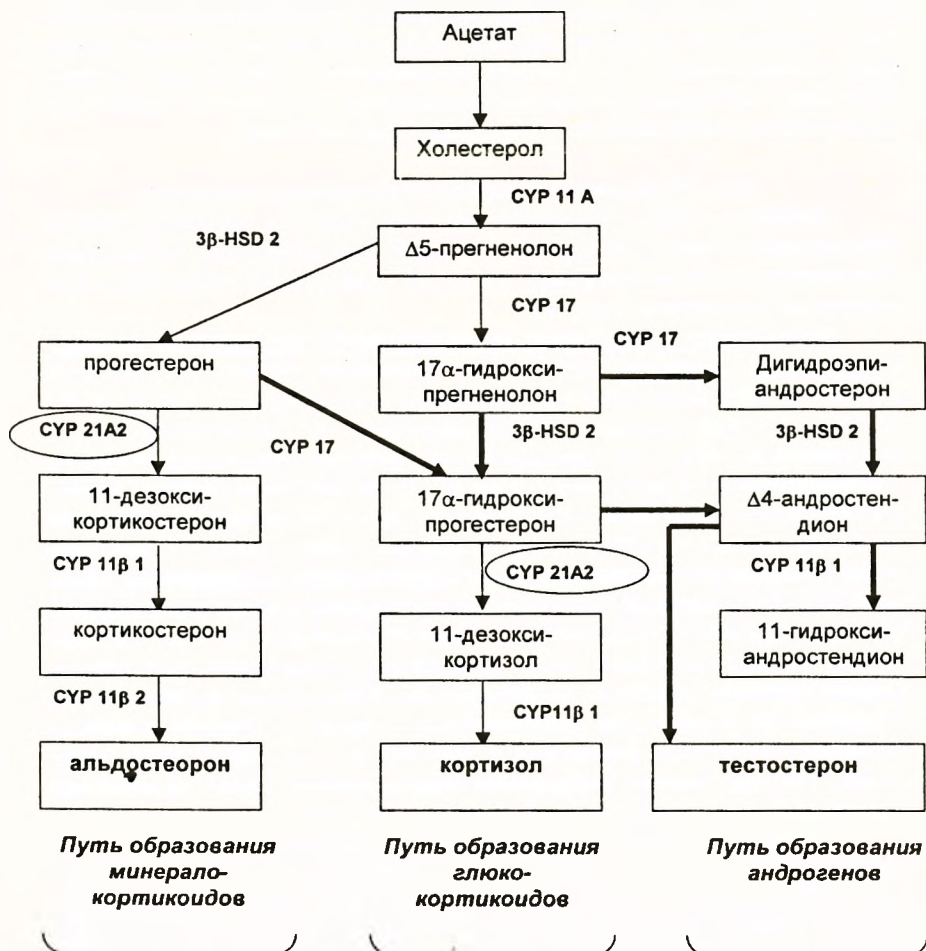 Ацетат
Холестерол
CYP 11 A
3β-HSD 2
Δ5-прегненолон
CYP 17
CYP 17
прогестерон
17α-гидрокси-
прегненолон
Дигидроэпи-
андростерон
CYP 21A2
CYP 17
3β-HSD 2
3β-HSD 2
11-дезокси-
кортикостерон
17α-гидрокси-
прогестерон
Δ4-андростен-
дион
CYP 11β 1
CYP 21A2
CYP 11β 1
кортикостерон
11-дезокси-
кортизол
11-гидрокси-
андростендион
CYP 11β 2
CYP11β 1
альдостеорон
кортизол
тестостерон
Путь образования
минерало-
кортикоидов
Путь образования
глюко-
кортикоидов
Путь образования
андрогенов